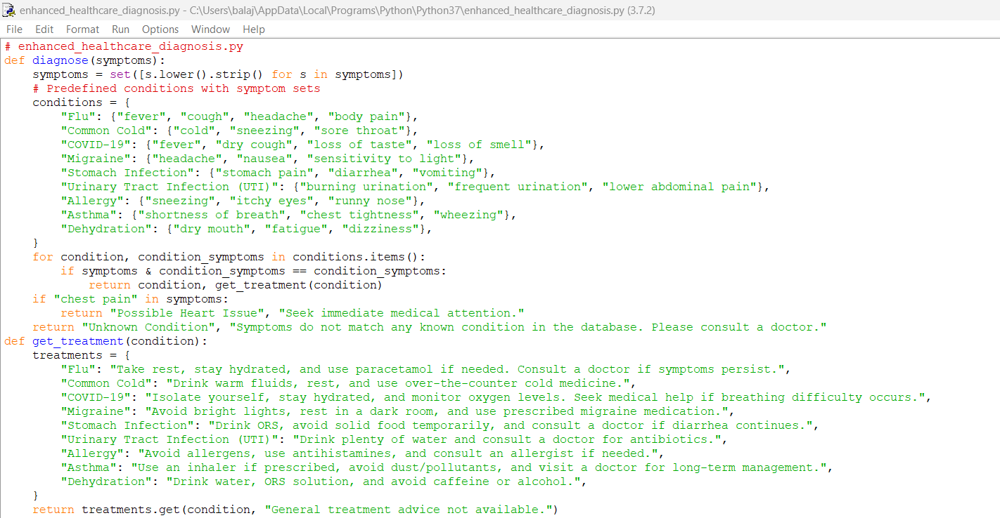 enhanced_healthcare_diagnosis.py - C:\Users\balaj\AppData\Local\Programs\Python\Python37\enhanced_healthcare_diagnosis.py (3.7.2)
File Edit Format Run Options Window Help
# enhanced_healthcare_diagnosis.py
def diagnose(symptoms):
    symptoms = set([s.lower().strip() for s in symptoms])
    # Predefined conditions with symptom sets
    conditions = {
        "Flu": {"fever", "cough", "headache", "body pain"},
        "Common Cold": {"cold", "sneezing", "sore throat"},
        "COVID-19": {"fever", "dry cough", "loss of taste", "loss of smell"},
        "Migraine": {"headache", "nausea", "sensitivity to light"},
        "Stomach Infection": {"stomach pain", "diarrhea", "vomiting"},
        "Urinary Tract Infection (UTI)": {"burning urination", "frequent urination", "lower abdominal pain"},
        "Allergy": {"sneezing", "itchy eyes", "runny nose"},
        "Asthma": {"shortness of breath", "chest tightness", "wheezing"},
        "Dehydration": {"dry mouth", "fatigue", "dizziness"},
    }
    for condition, condition_symptoms in conditions.items():
        if symptoms & condition_symptoms == condition_symptoms:
            return condition, get_treatment(condition)
    if "chest pain" in symptoms:
        return "Possible Heart Issue", "Seek immediate medical attention."
    return "Unknown Condition", "Symptoms do not match any known condition in the database. Please consult a doctor."
def get_treatment(condition):
    treatments = {
        "Flu": "Take rest, stay hydrated, and use paracetamol if needed. Consult a doctor if symptoms persist.",
        "Common Cold": "Drink warm fluids, rest, and use over-the-counter cold medicine.",
        "COVID-19": "Isolate yourself, stay hydrated, and monitor oxygen levels. Seek medical help if breathing difficulty occurs.",
        "Migraine": "Avoid bright lights, rest in a dark room, and use prescribed migraine medication.",
        "Stomach Infection": "Drink ORS, avoid solid food temporarily, and consult a doctor if diarrhea continues.",
        "Urinary Tract Infection (UTI)": "Drink plenty of water and consult a doctor for antibiotics.",
        "Allergy": "Avoid allergens, use antihistamines, and consult an allergist if needed.",
        "Asthma": "Use an inhaler if prescribed, avoid dust/pollutants, and visit a doctor for long-term management.",
        "Dehydration": "Drink water, ORS solution, and avoid caffeine or alcohol.",
    }
    return treatments.get(condition, "General treatment advice not available.")